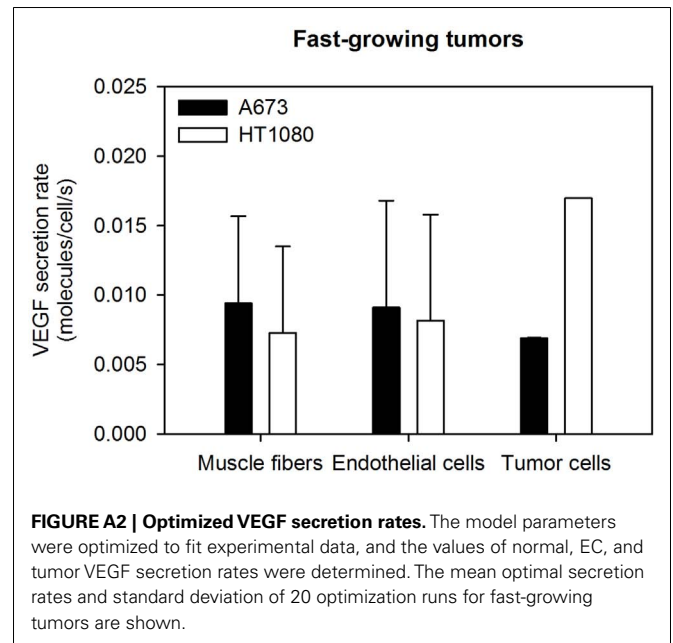 Fast-growing tumors
0.025
0.020
0.015
0.010
0.005
0.000
VEGF secretion rate
(molecules/cell/s)
A673
HT1080
Muscle fibers Endothelial cells Tumor cells
FIGURE A2 | Optimized VEGF secretion rates. The model parameters
were optimized to fit experimental data, and the values of normal, EC, and
tumor VEGF secretion rates were determined. The mean optimal secretion
rates and standard deviation of 20 optimization runs for fast-growing
tumors are shown.